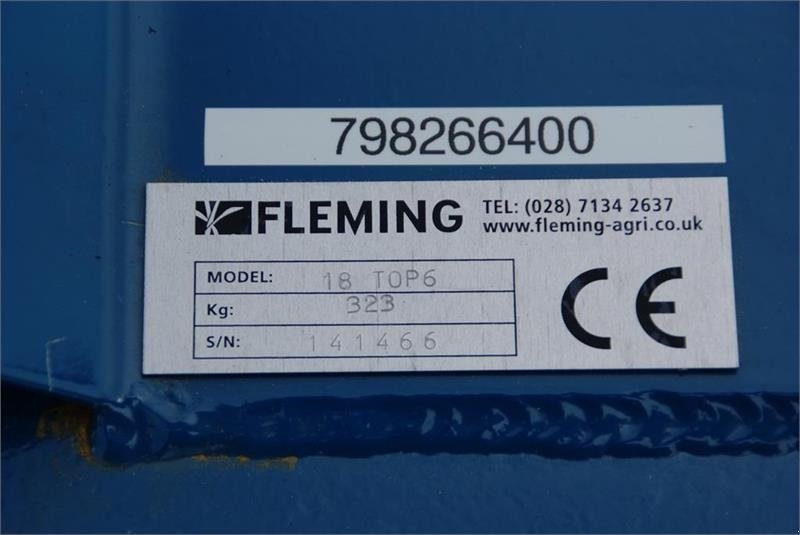 798266400
FLEMING
TEL: (028) 7134 2637
www.fleming-agri.co.uk
MODEL: 18 TOP6
Kg: 323
S/N: 141466
CE